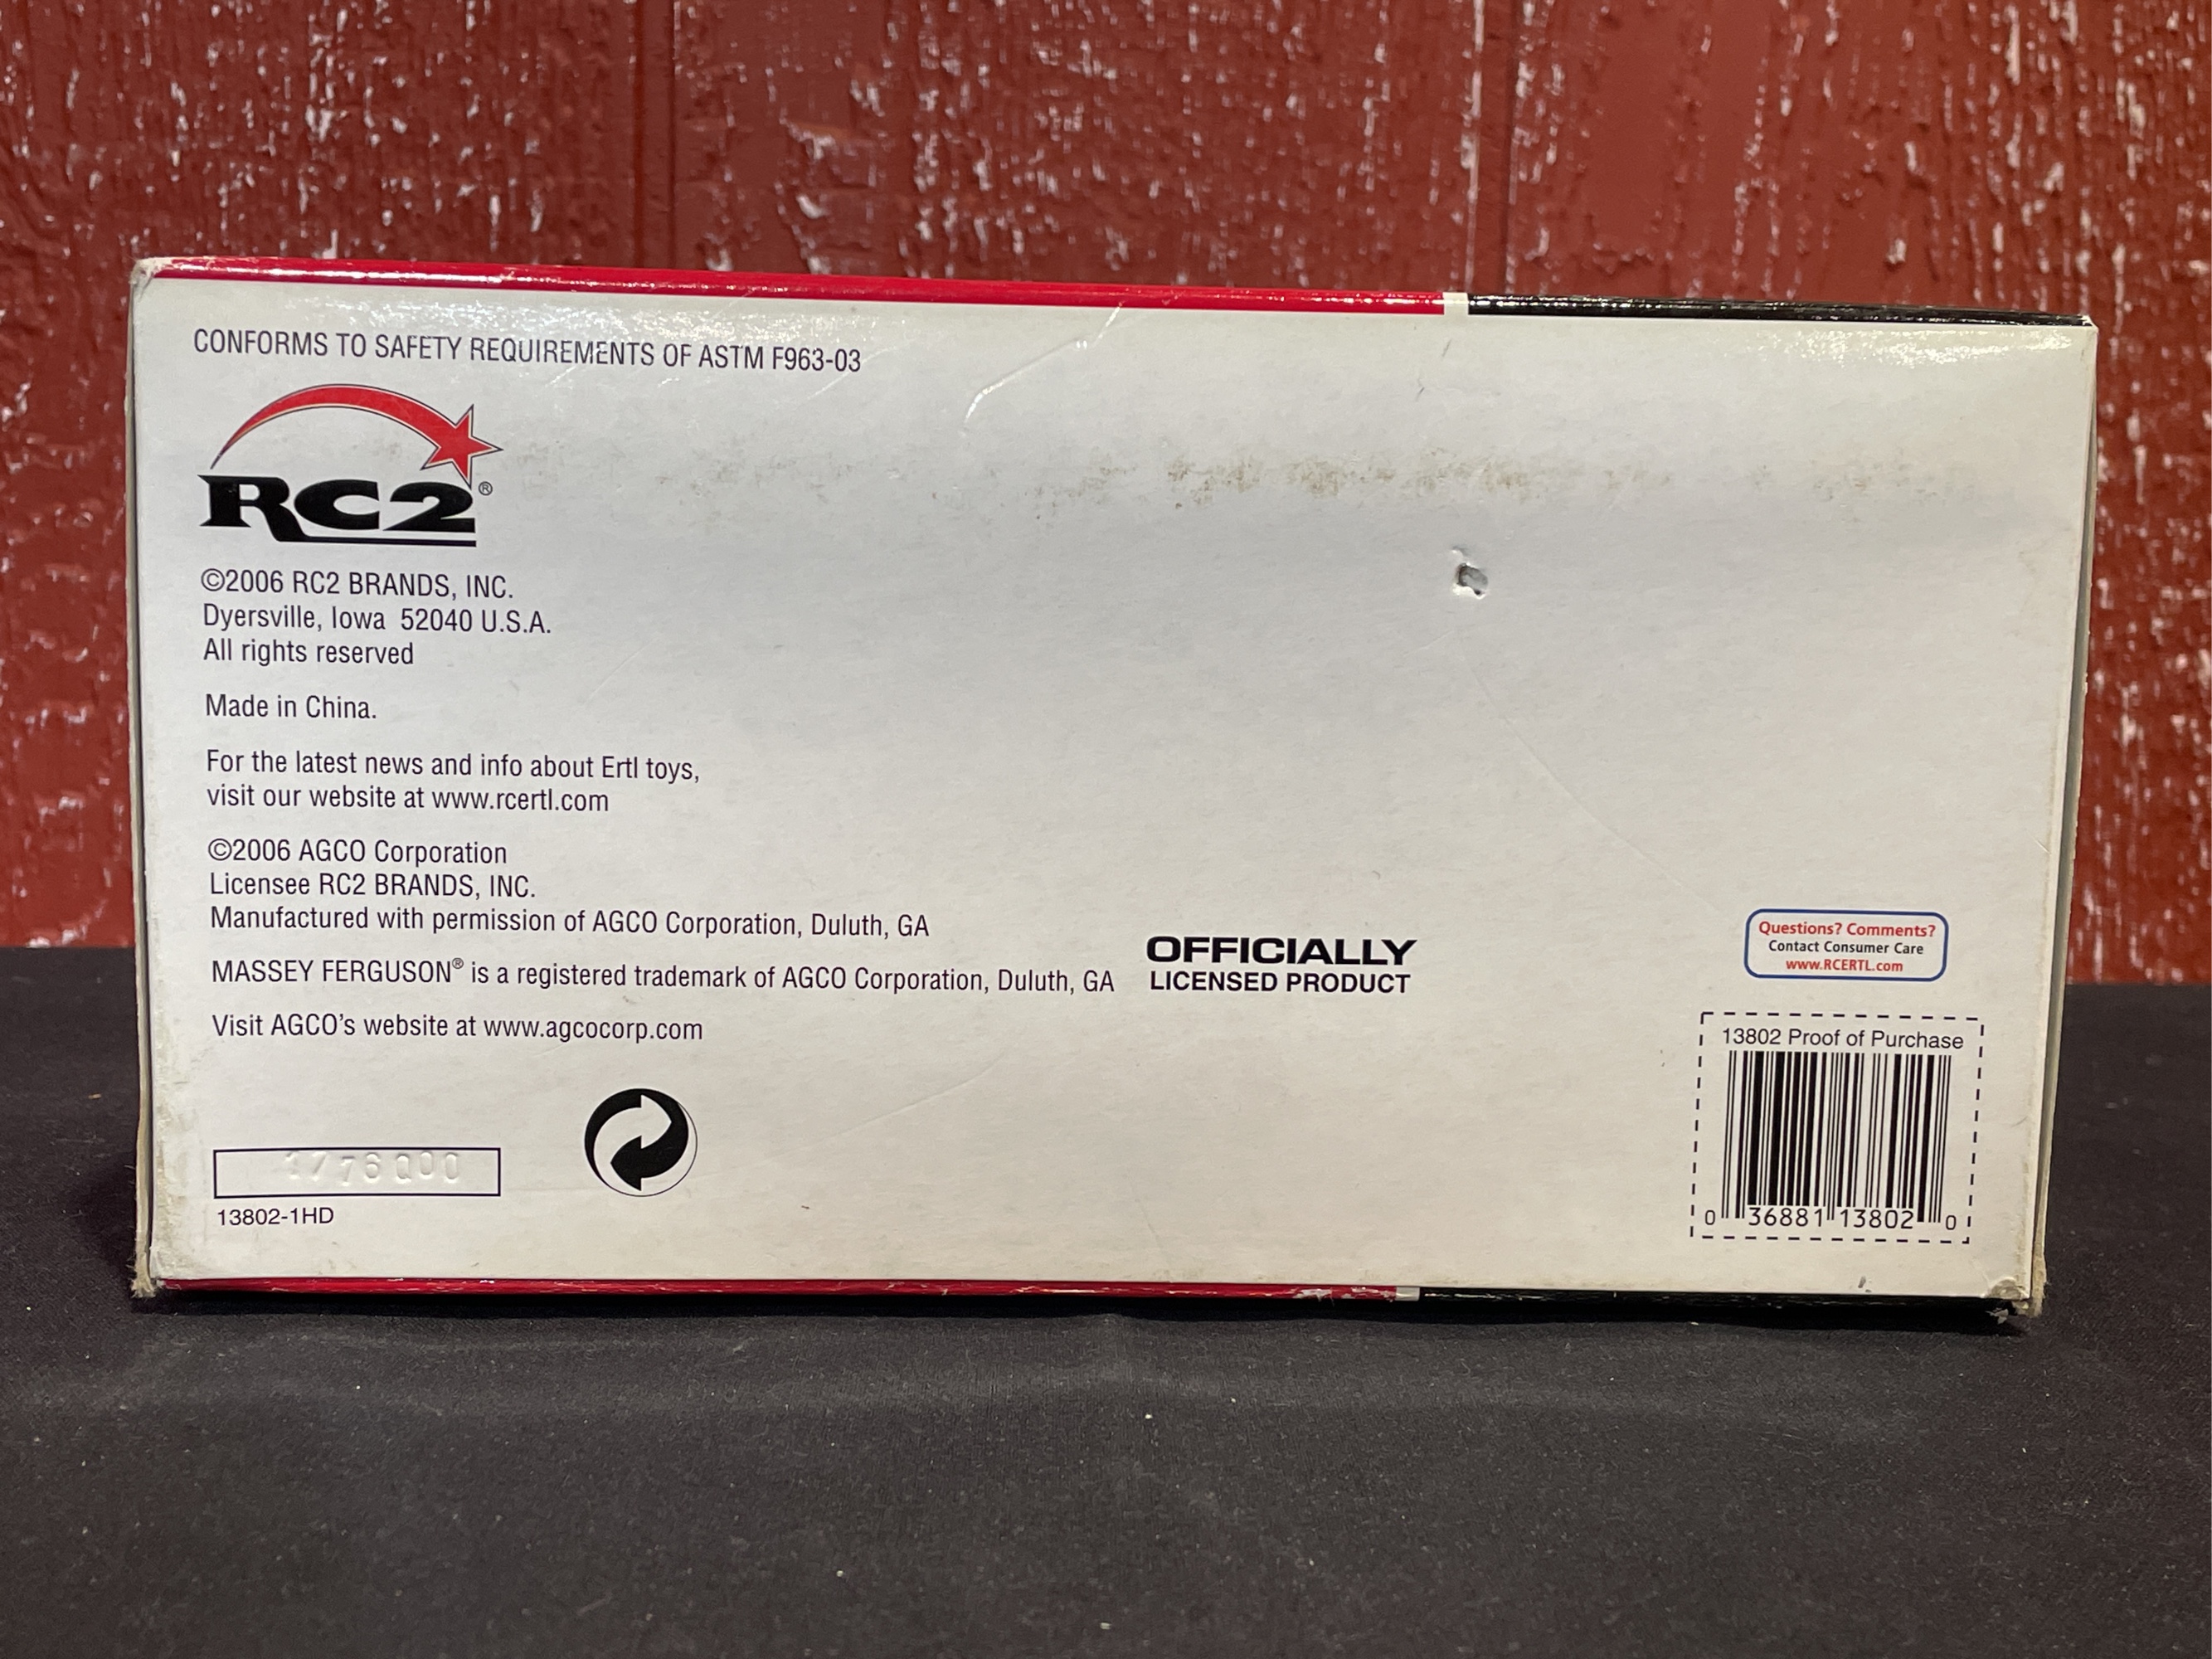 CONFORMS TO SAFETY REQUIREMENTS OF ASTM F963-03
RC2®
©2006 RC2 BRANDS, INC.
Dyersville, Iowa 52040 U.S.A.
All rights reserved
Made in China.
For the latest news and info about Ertl toys,
visit our website at www.rcertl.com
©2006 AGCO Corporation
Licensee RC2 BRANDS, INC.
Manufactured with permission of AGCO Corporation, Duluth, GA
MASSEY FERGUSON® is a registered trademark of AGCO Corporation, Duluth, GA
Visit AGCO's website at www.agcocorp.com
13802-1HD
OFFICIALLY
LICENSED PRODUCT
Questions? Comments?
Contact Consumer Care
www.RCERTL.com
13802 Proof of Purchase
0 36881 13802 0